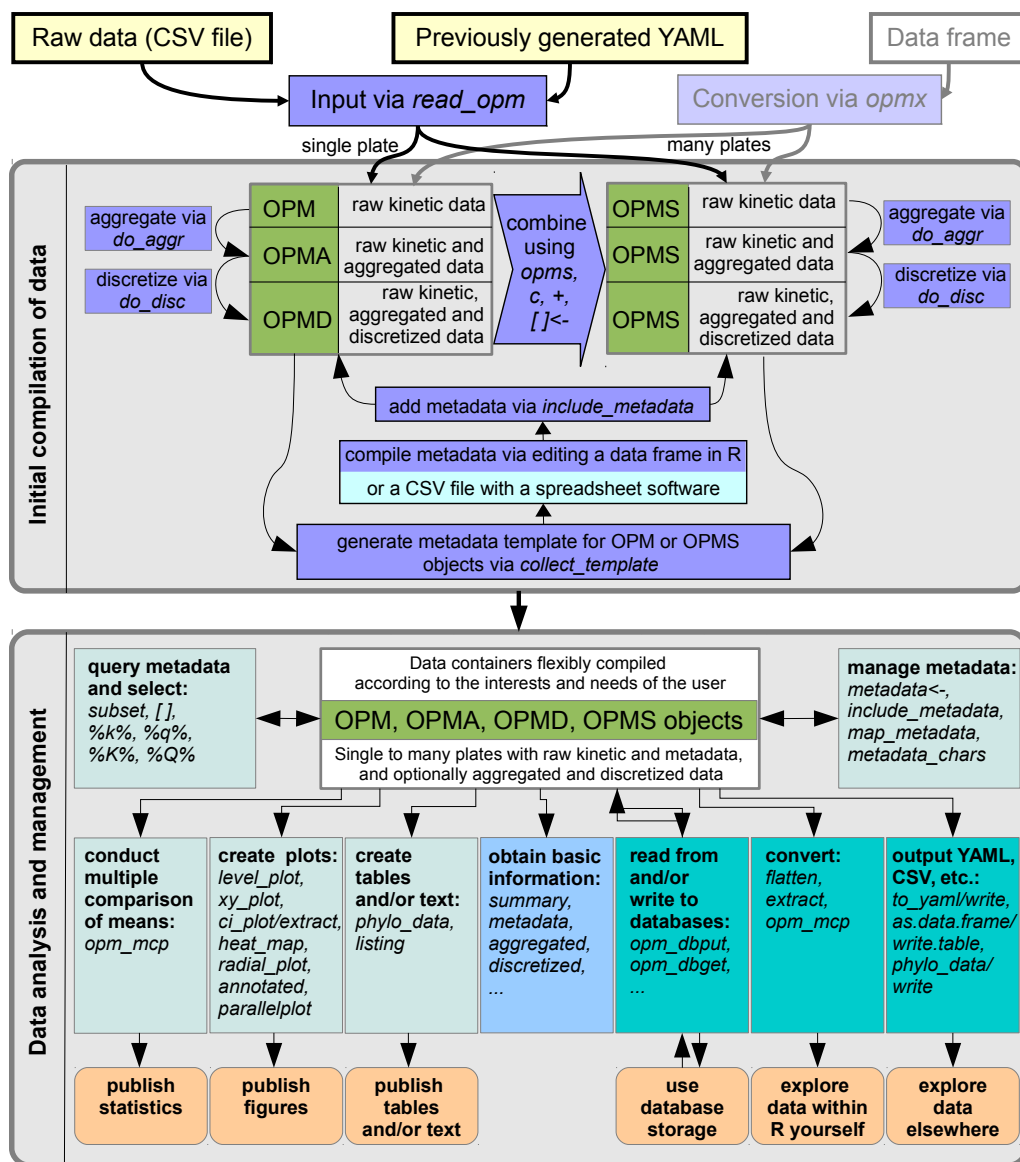 Raw data (CSV file)
Previously generated YAML
Data frame
Input via read_opm
Conversion via opmx
single plate
many plates
Initial compilation of data
aggregate via
do_aggr
discretize via
do_disc
OPM
raw kinetic data
OPMA
raw kinetic and
aggregated data
OPMD
raw kinetic,
aggregated and
discretized data
combine
using
opms,
c, +,
[ ]<-
OPMS
raw kinetic data
OPMS
raw kinetic and
aggregated data
OPMS
raw kinetic,
aggregated and
discretized data
aggregate via
do_aggr
discretize via
do_disc
add metadata via include_metadata
compile metadata via editing a data frame in R
or a CSV file with a spreadsheet software
generate metadata template for OPM or OPMS
objects via collect_template
Data analysis and management
query metadata
and select:
subset, [ ],
%k%, %q%,
%K%, %Q%
Data containers flexibly compiled
according to the interests and needs of the user
OPM, OPMA, OPMD, OPMS objects
Single to many plates with raw kinetic and metadata,
and optionally aggregated and discretized data
manage metadata:
metadata<-,
include_metadata,
map_metadata,
metadata_chars
conduct
multiple
comparison
of means:
opm_mcp
create plots:
level_plot,
xy_plot,
ci_plot/extract,
heat_map,
radial_plot,
annotated,
parallelplot
create
tables
and/or text:
phylo_data,
listing
obtain basic
information:
summary,
metadata,
aggregated,
discretized,
...
read from
and/or
write to
databases:
opm_dbput,
opm_dbget,
...
convert:
flatten,
extract,
opm_mcp
output YAML,
CSV, etc.:
to_yaml/write,
as.data.frame/
write.table,
phylo_data/
write
publish
statistics
publish
figures
publish
tables
and/or text
use
database
storage
explore
data within
R yourself
explore
data
elsewhere